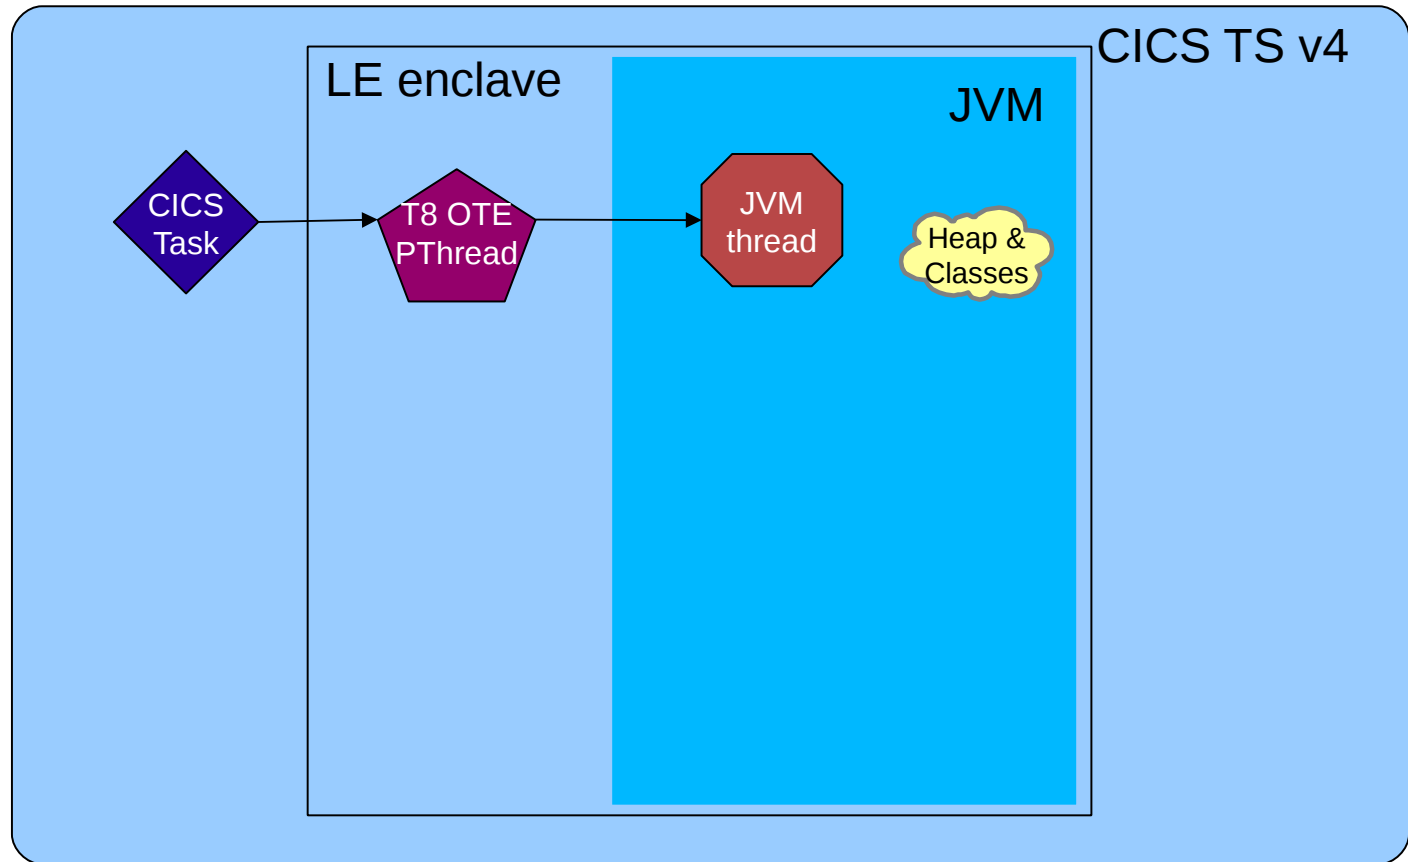 CICS TS v4
LE enclave
JVM
CICS
Task
T8 OTE
PThread
JVM
thread
Heap &
Classes